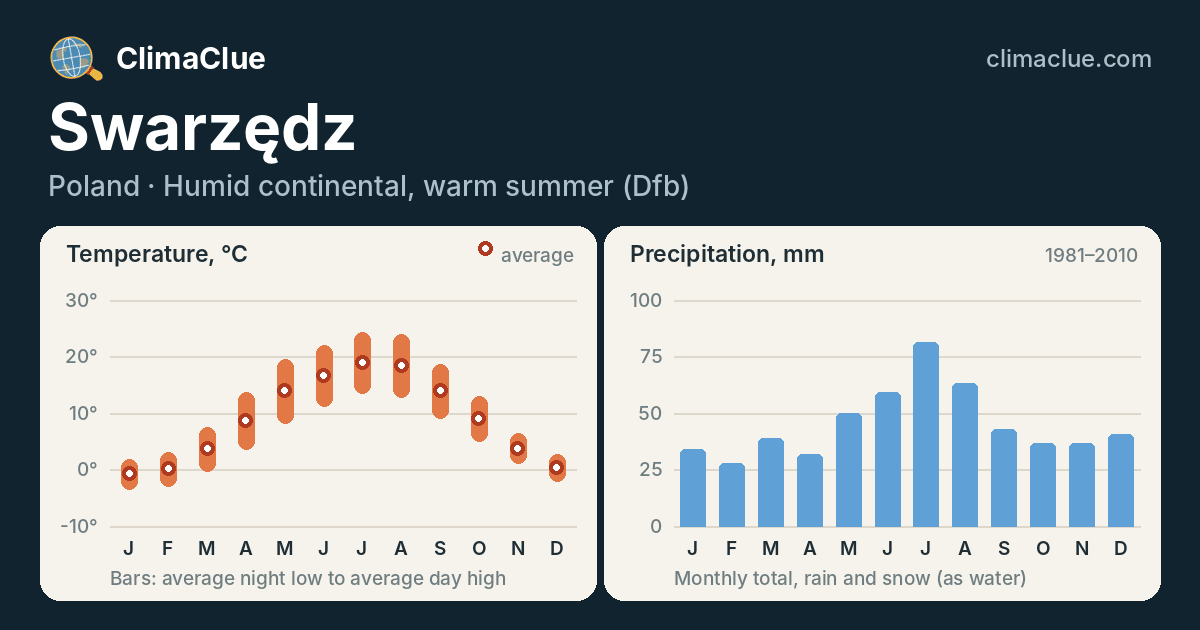 ClimaClue
climaclue.com
Swarzędz
Poland · Humid continental, warm summer (Dfb)
Temperature, °C
average
30°
20°
10°
0°
-10°
J F M A M J J A S O N D
Bars: average night low to average day high
Precipitation, mm
1981–2010
100
75
50
25
0
J F M A M J J A S O N D
Monthly total, rain and snow (as water)